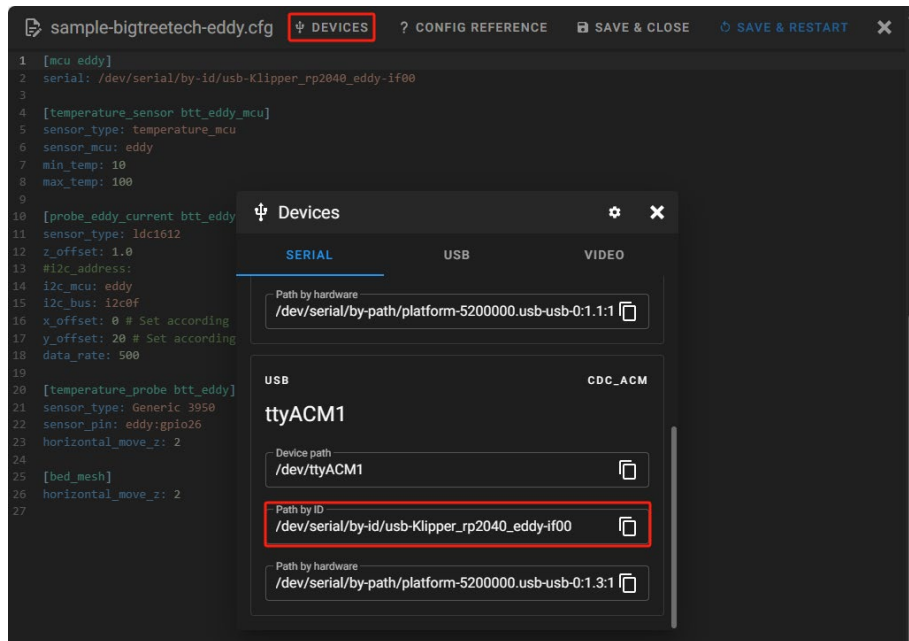 sample-bigtreetech-eddy.cfg DEVICES ? CONFIG REFERENCE SAVE & CLOSE SAVE & RESTART
1 [mcu eddy]
2 serial: /dev/serial/by-id/usb-Klipper_rp2040_eddy-if00
3
4 [temperature_sensor btt_eddy_mcu]
5 sensor_type: temperature_mcu
6 sensor_mcu: eddy
7 min_temp: 10
8 max_temp: 100
9
10 [probe_eddy_current btt_eddy
11 sensor_type: ldc1612
12 z_offset: 1.0
13 #i2c_address:
14 i2c_mcu: eddy
15 i2c_bus: i2c0f
16 x_offset: 0 # Set according
17 y_offset: 20 # Set according
18 data_rate: 500
19
20 [temperature_probe btt_eddy]
21 sensor_type: Generic 3950
22 sensor_pin: eddy:gpio26
23 horizontal_move_z: 2
24
25 [bed_mesh]
26 horizontal_move_z: 2
27
Devices
SERIAL USB VIDEO
Path by hardware
/dev/serial/by-path/platform-5200000.usb-usb-0:1.1:1
USB CDC_ACM
ttyACM1
Device path
/dev/ttyACM1
Path by ID
/dev/serial/by-id/usb-Klipper_rp2040_eddy-if00
Path by hardware
/dev/serial/by-path/platform-5200000.usb-usb-0:1.3:1